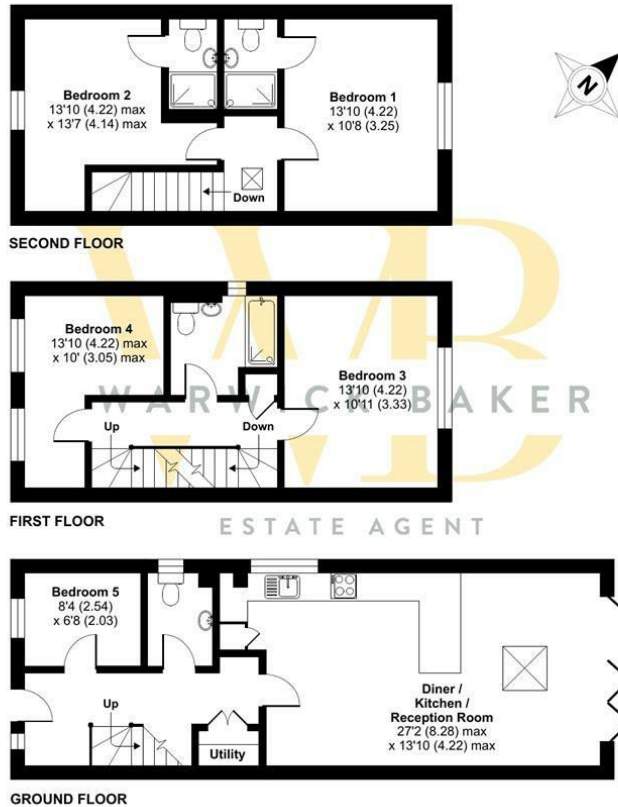 Bedroom 2
13'10 (4.22) max
x 13'7 (4.14) max
Bedroom 1
13'10 (4.22)
x 10'8 (3.25)
N
Down
SECOND FLOOR
WB
Bedroom 4
13'10 (4.22) max
x 10' (3.05) max
Bedroom 3
13'10 (4.22)
x 10'11 (3.33)
WARWICK BAKER
Up
Down
FIRST FLOOR
ESTATE AGENT
Bedroom 5
8'4 (2.54)
x 6'8 (2.03)
Up
Utility
Diner /
Kitchen /
Reception Room
27'2 (8.28) max
x 13'10 (4.22) max
GROUND FLOOR